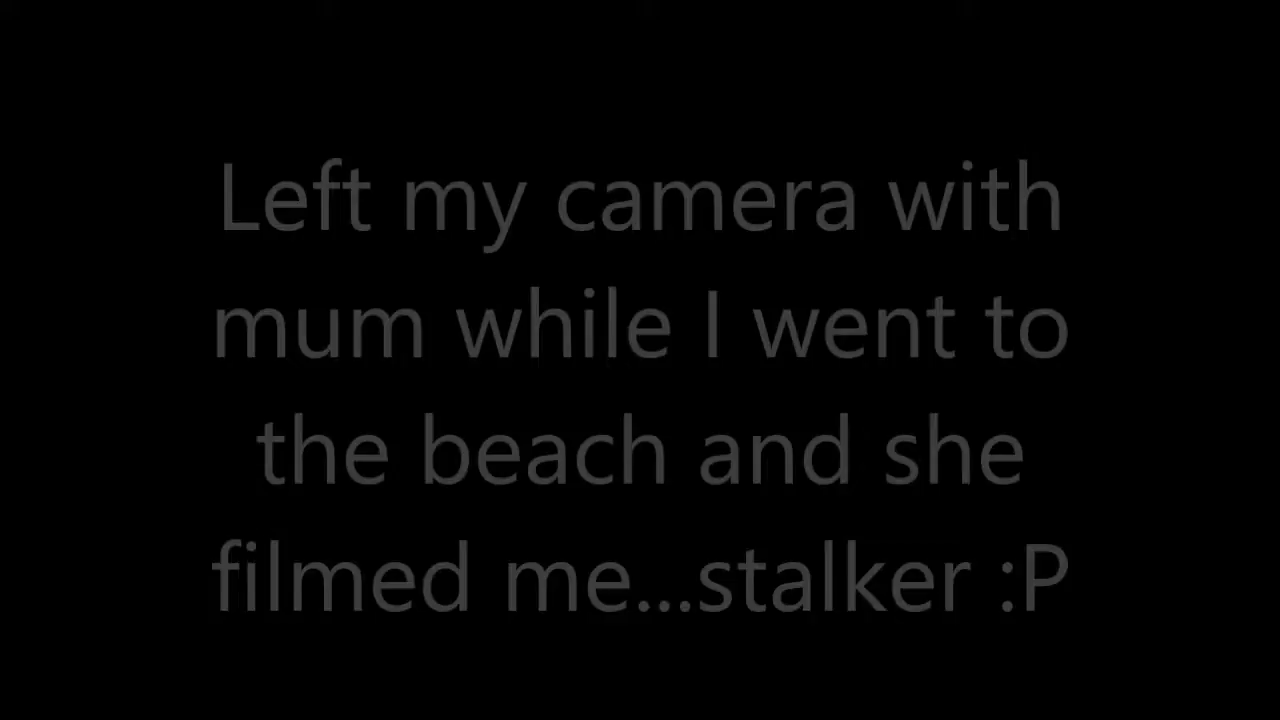 Left my camera with
mum while I went to
the beach and she
filmed me...stalker :P